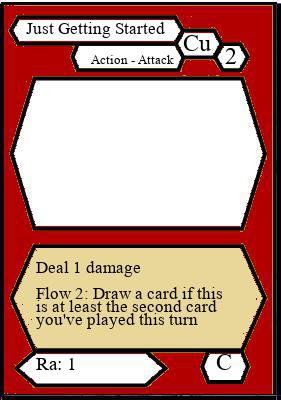 Just Getting Started
Cu
2
Action - Attack
Deal 1 damage
Flow 2: Draw a card if this
is at least the second card
you've played this turn
Ra: 1
C